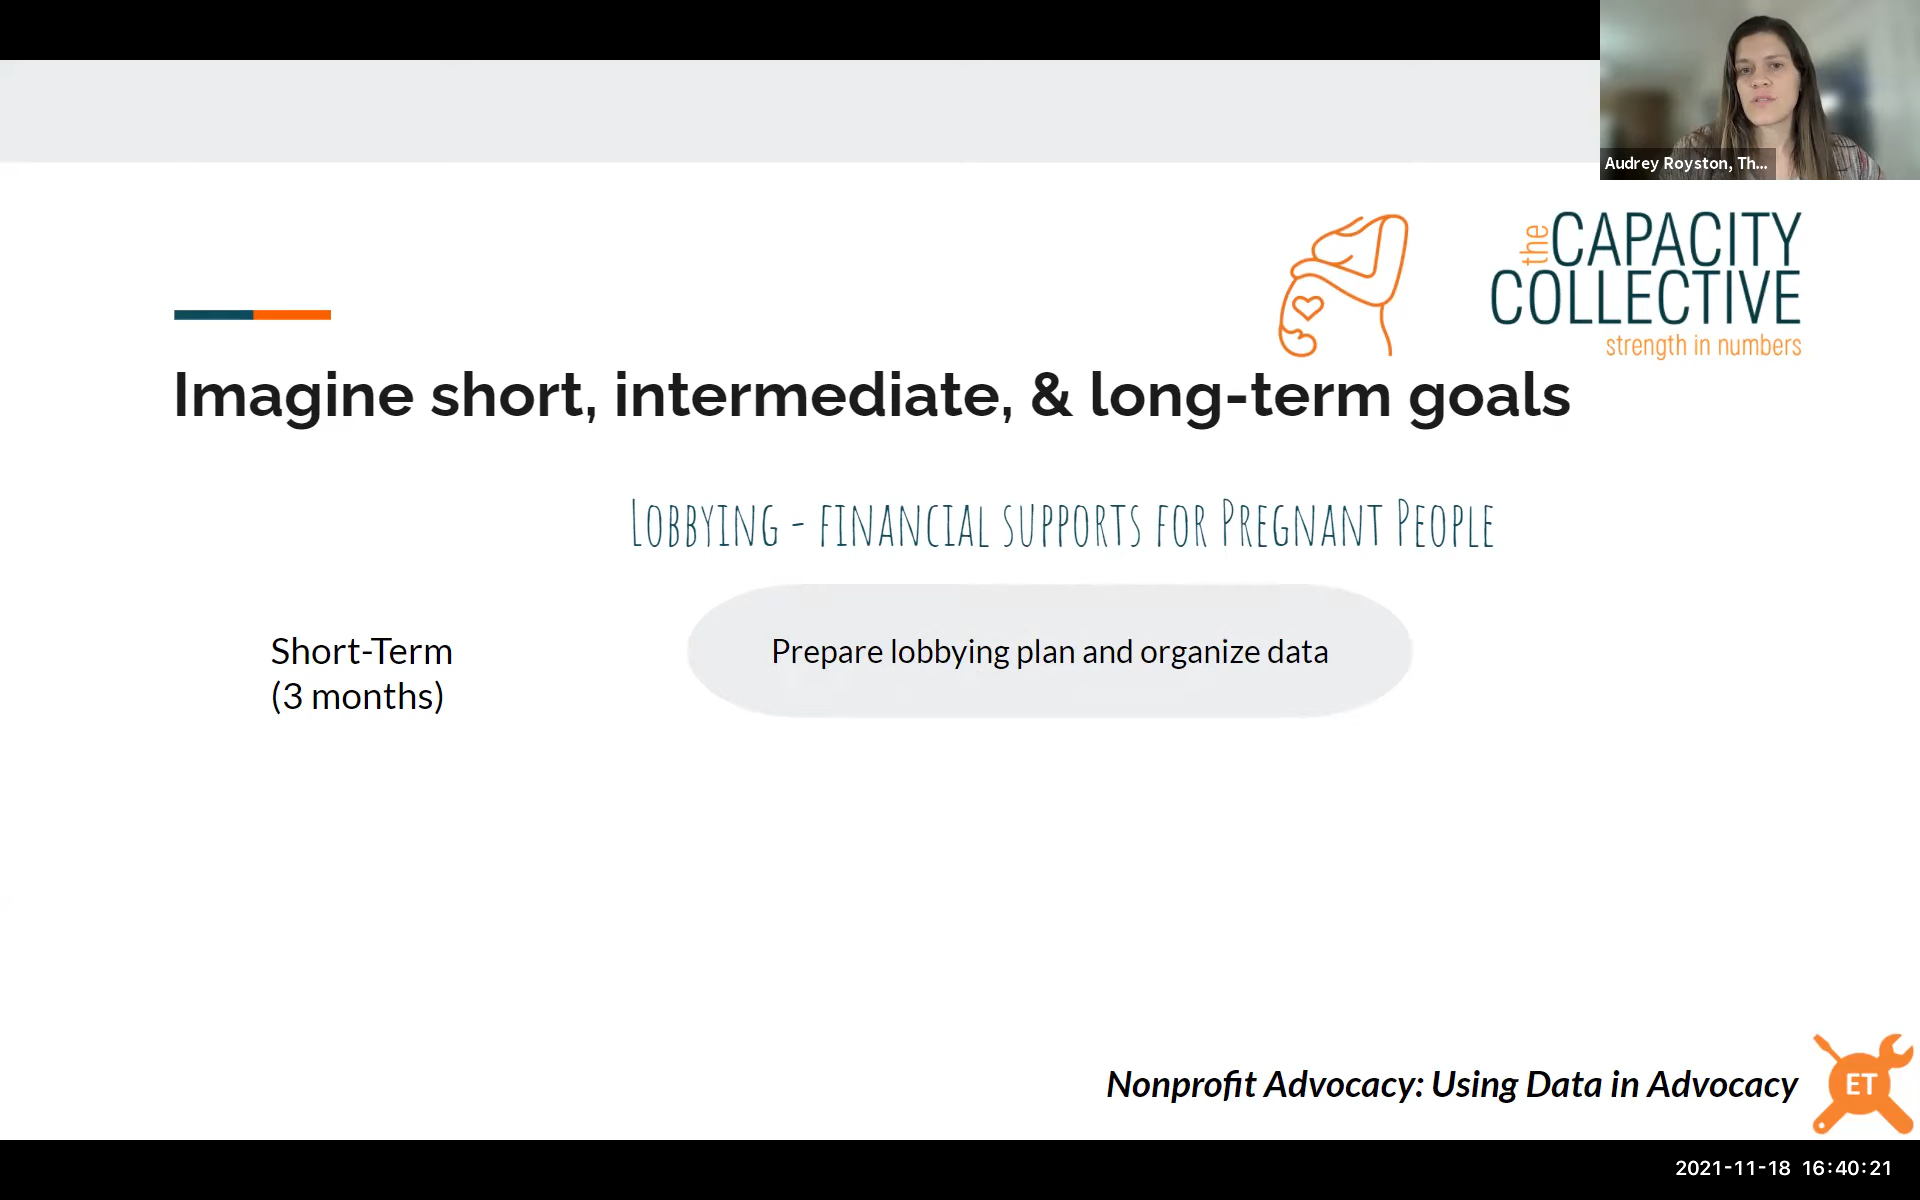 Audrey Royston, Th...
the
CAPACITY
COLLECTIVE
strength in numbers
Imagine short, intermediate, & long-term goals
LOBBYING - FINANCIAL SUPPORTS FOR PREGNANT PEOPLE
Short-Term
(3 months)
Prepare lobbying plan and organize data
Nonprofit Advocacy: Using Data in Advocacy
ET
2021-11-18 16:40:21